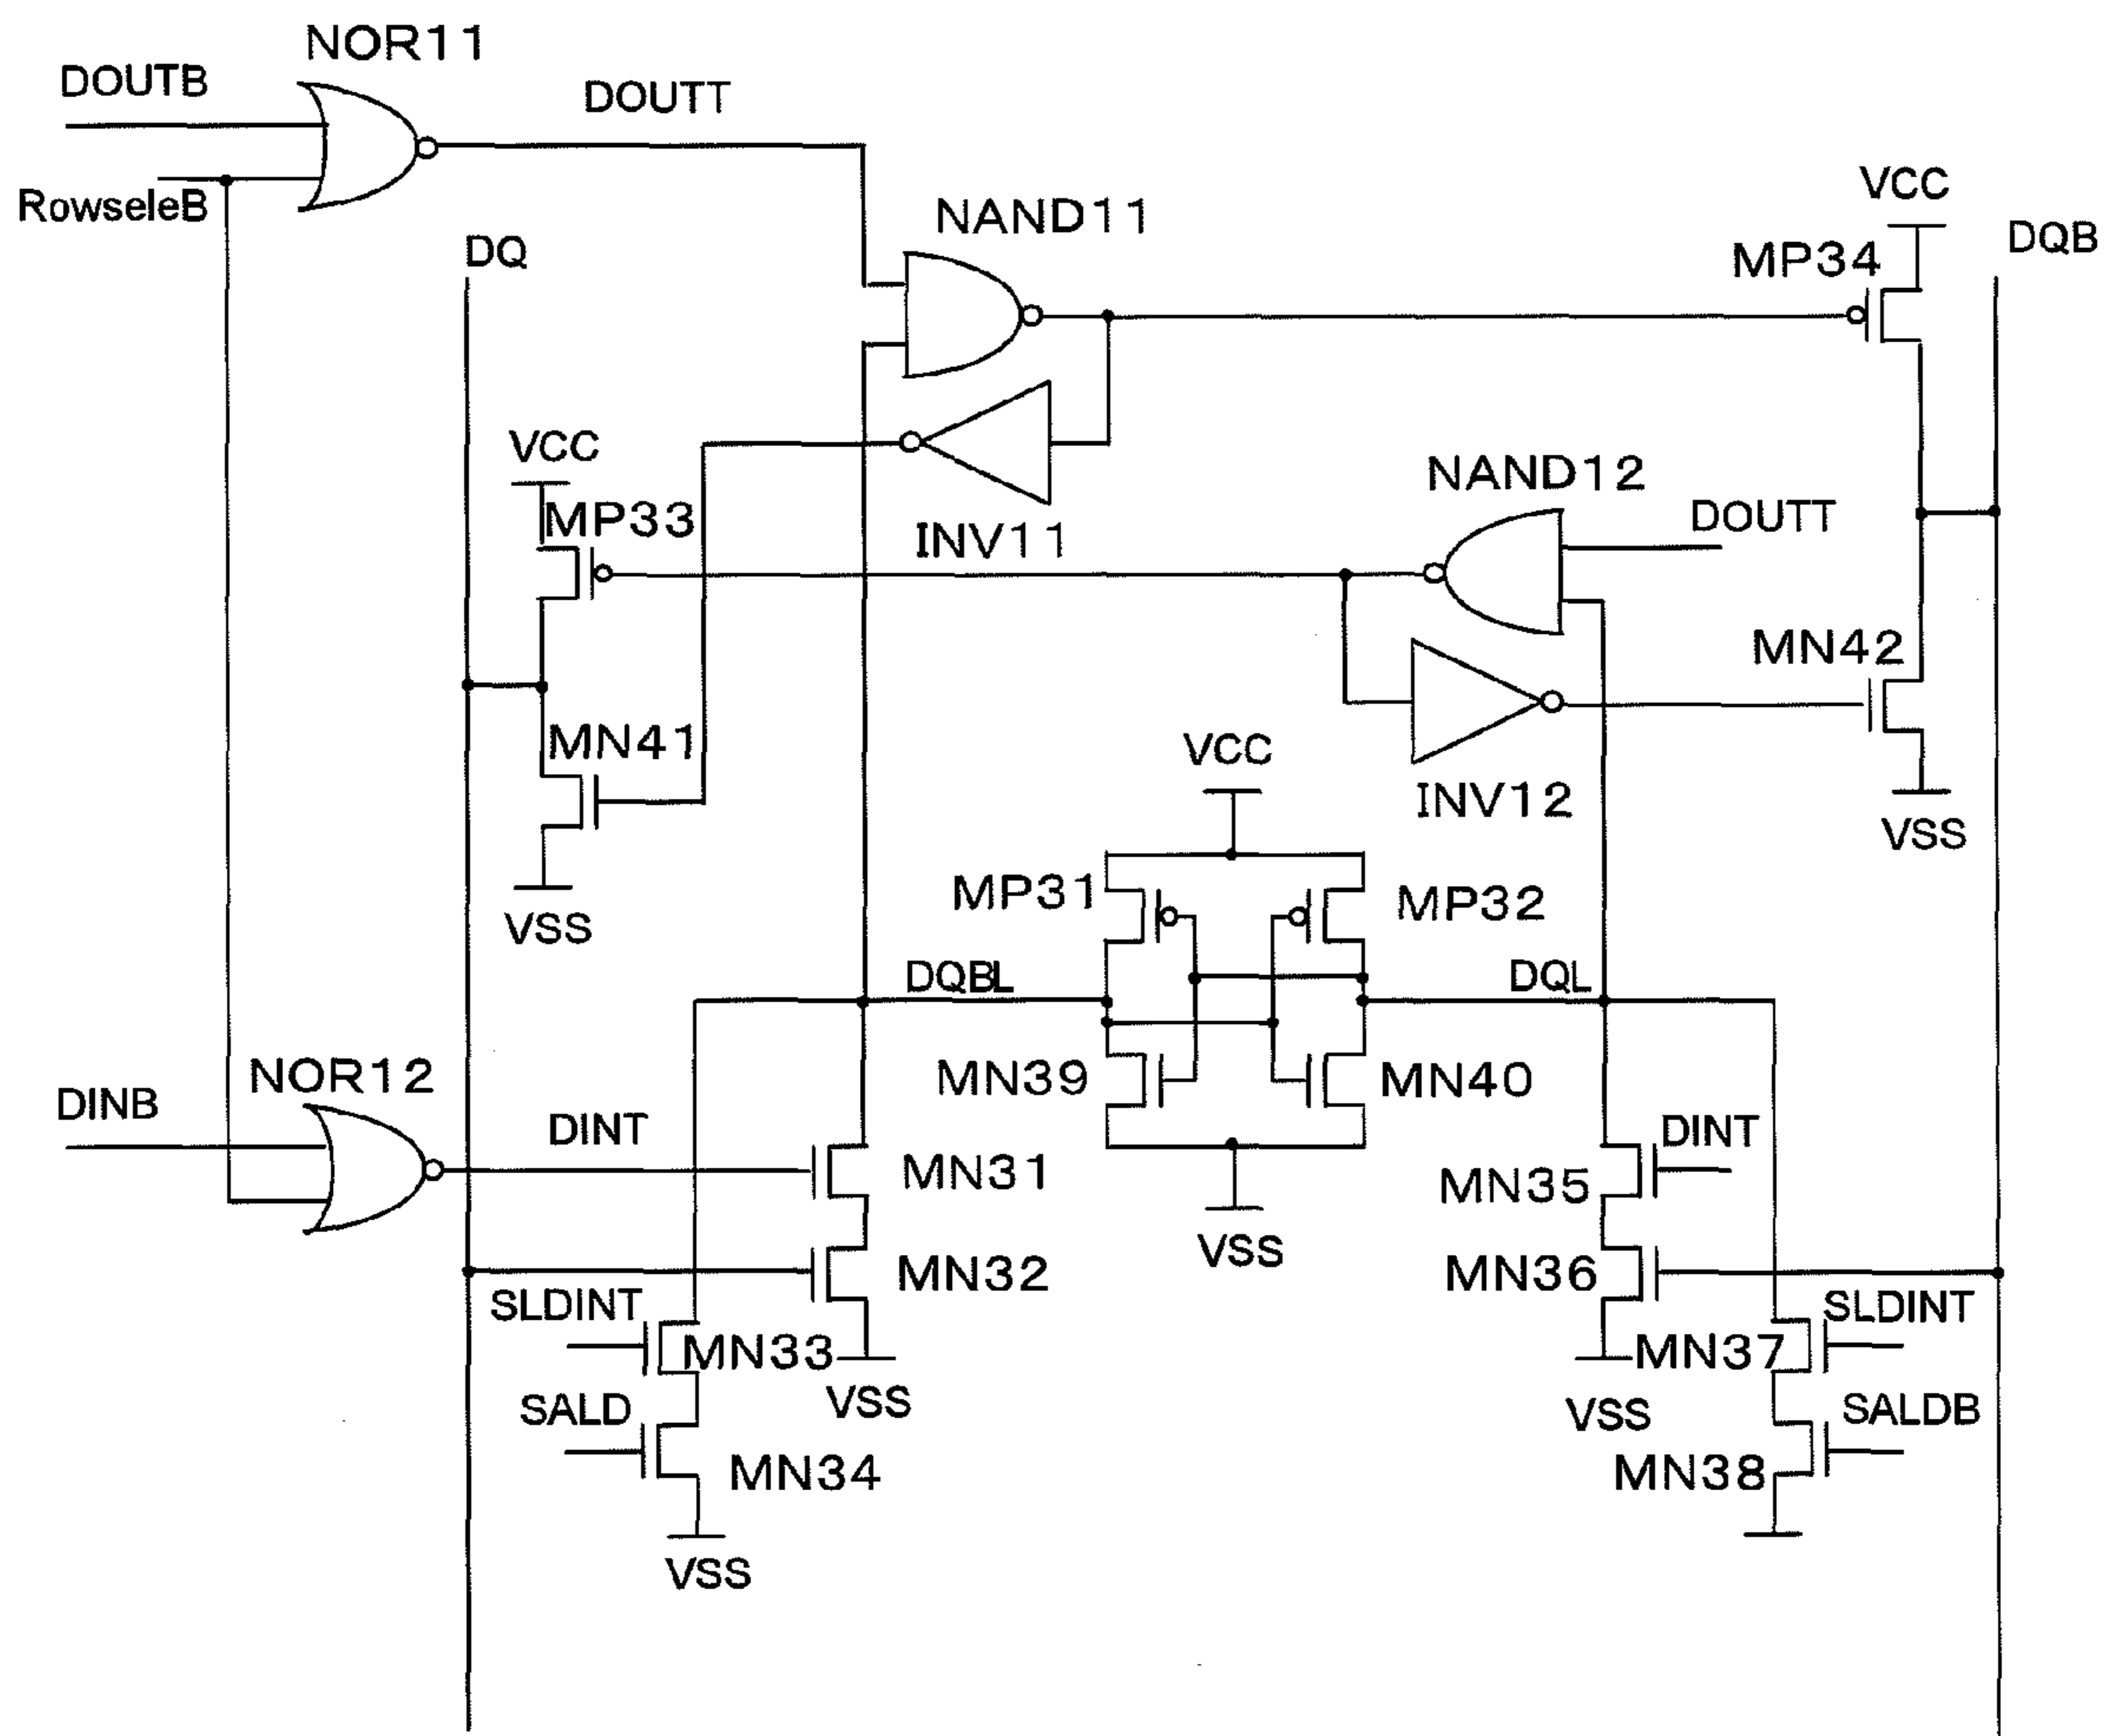 NOR11
DOUTB
DOUTT
RowseleB
VCC
NAND11
DQ
DQB
MP34
VCC
NAND12
MP33
DOUTT
INV11
MN42
MN41
VCC
INV12
VSS
MP31
MP32
VSS
DQBL
DQL
NOR12
MN39
MN40
DINB
DINT
DINT
MN31
MN35
VSS
MN32
MN36
SLDINT
SLDINT
MN33
MN37
VSS
VSS
SALD
SALDB
MN34
MN38
VSS